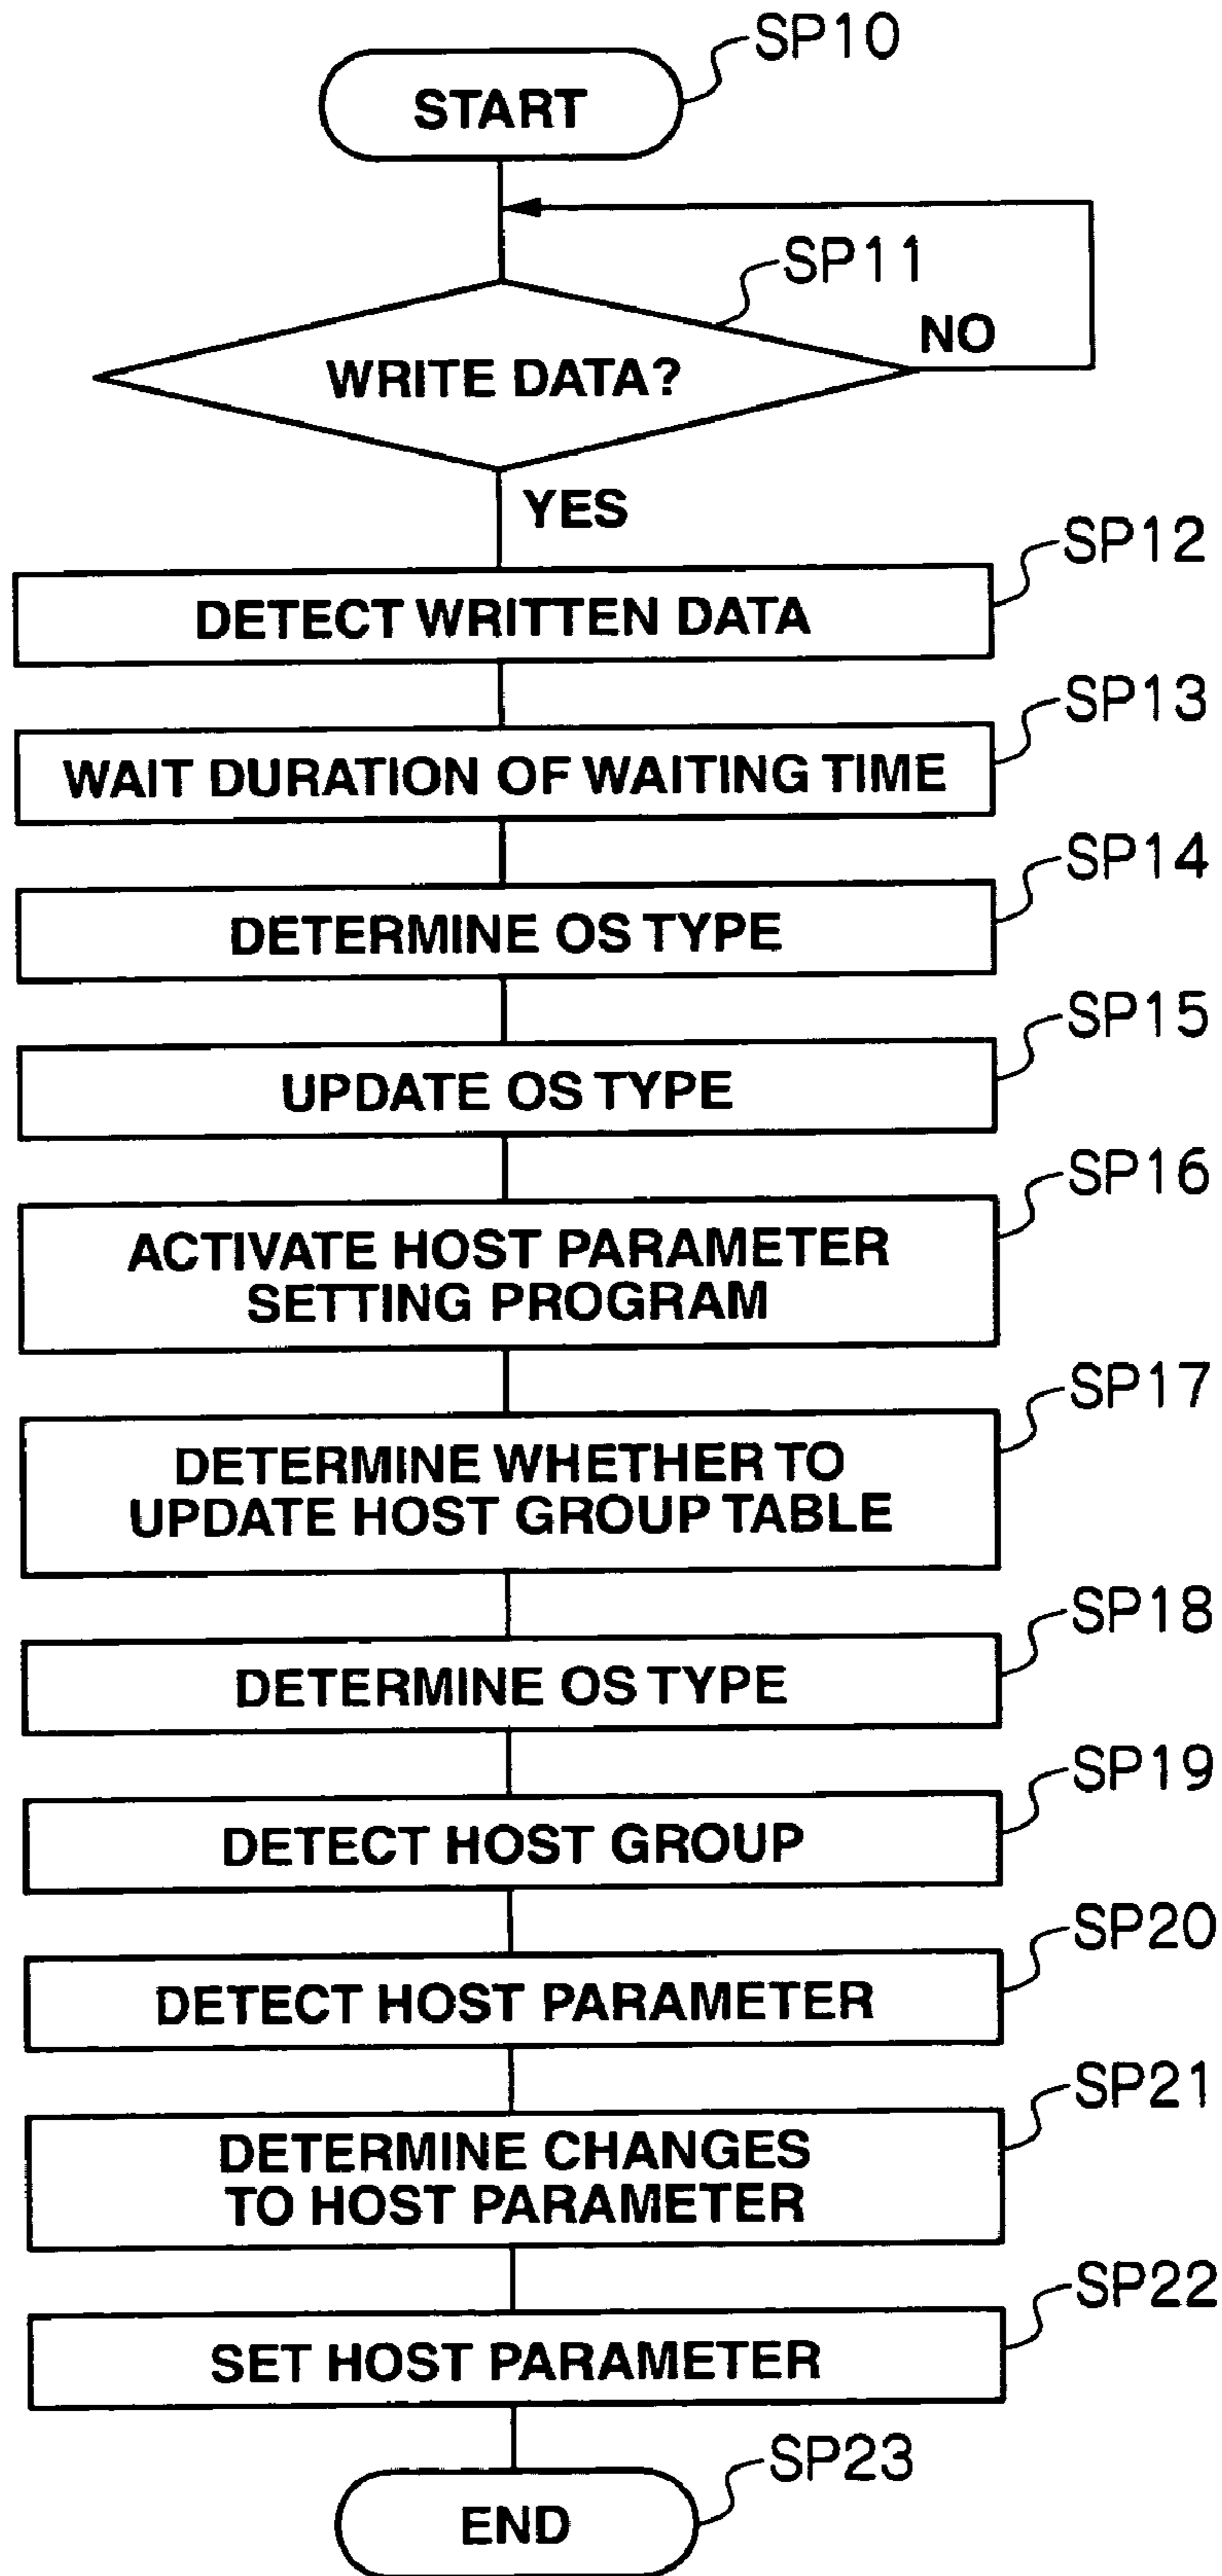 SP10
START
SP11
NO
WRITE DATA?
YES
SP12
DETECT WRITTEN DATA
SP13
WAIT DURATION OF WAITING TIME
SP14
DETERMINE OS TYPE
SP15
UPDATE OS TYPE
SP16
ACTIVATE HOST PARAMETER
SETTING PROGRAM
SP17
DETERMINE WHETHER TO
UPDATE HOST GROUP TABLE
SP18
DETERMINE OS TYPE
SP19
DETECT HOST GROUP
SP20
DETECT HOST PARAMETER
SP21
DETERMINE CHANGES
TO HOST PARAMETER
SP22
SET HOST PARAMETER
SP23
END